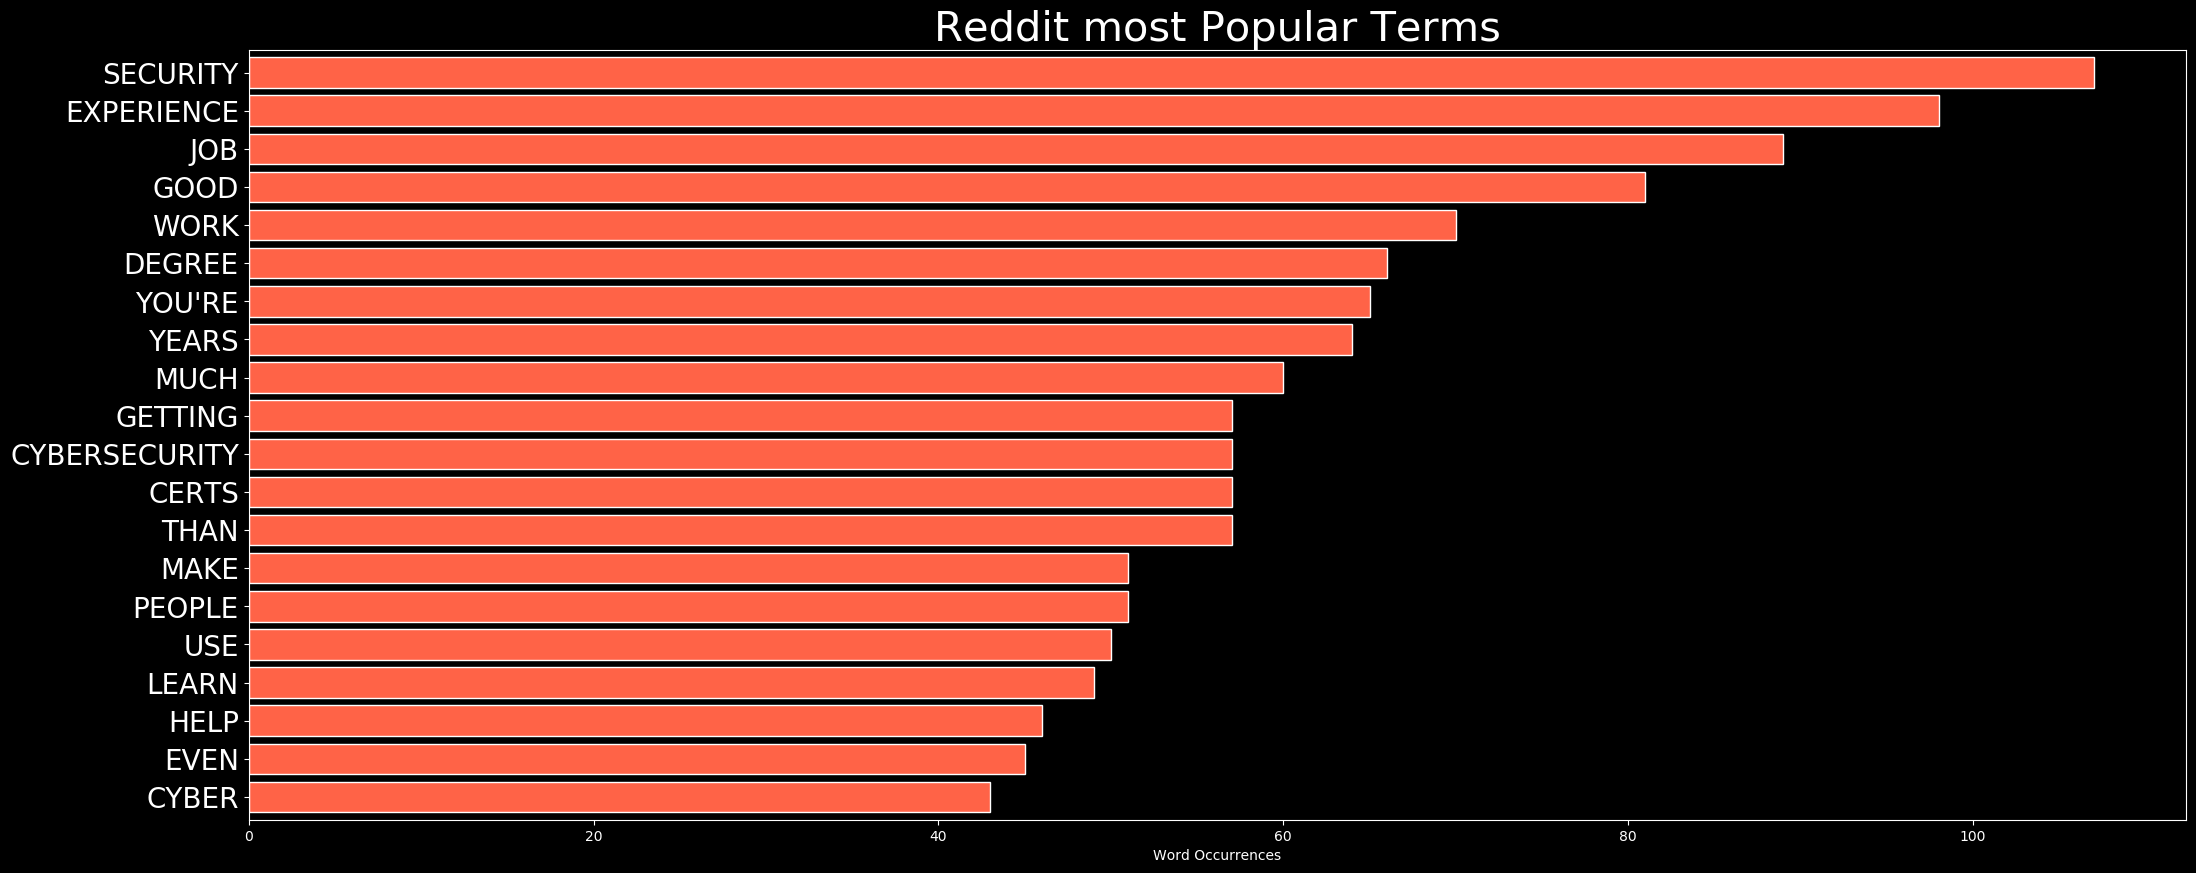 Reddit most Popular Terms
SECURITY
EXPERIENCE
JOB
GOOD
WORK
DEGREE
YOU'RE
YEARS
MUCH
GETTING
CYBERSECURITY
CERTS
THAN
MAKE
PEOPLE
USE
LEARN
HELP
EVEN
CYBER
0 20 40 60 80 100
Word Occurrences